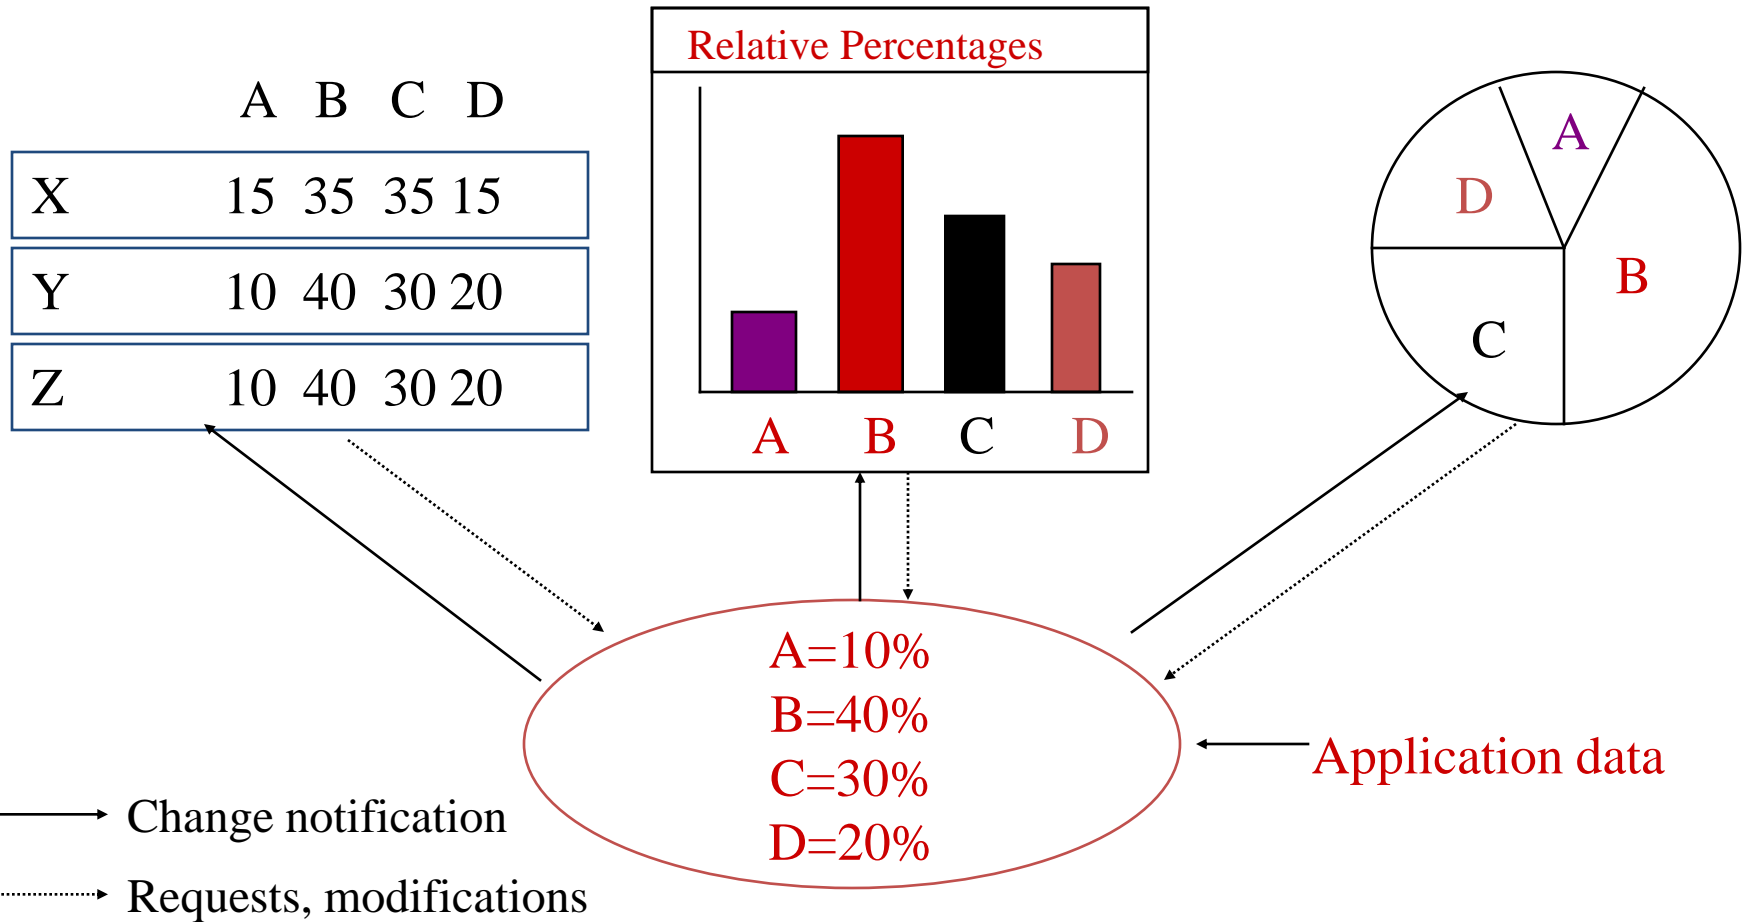 A B C D
X 15 35 35 15
Y 10 40 30 20
Z 10 40 30 20
Relative Percentages
A B C D
A
D
B
C
A=10%
B=40%
C=30%
D=20%
Application data
Change notification
Requests, modifications